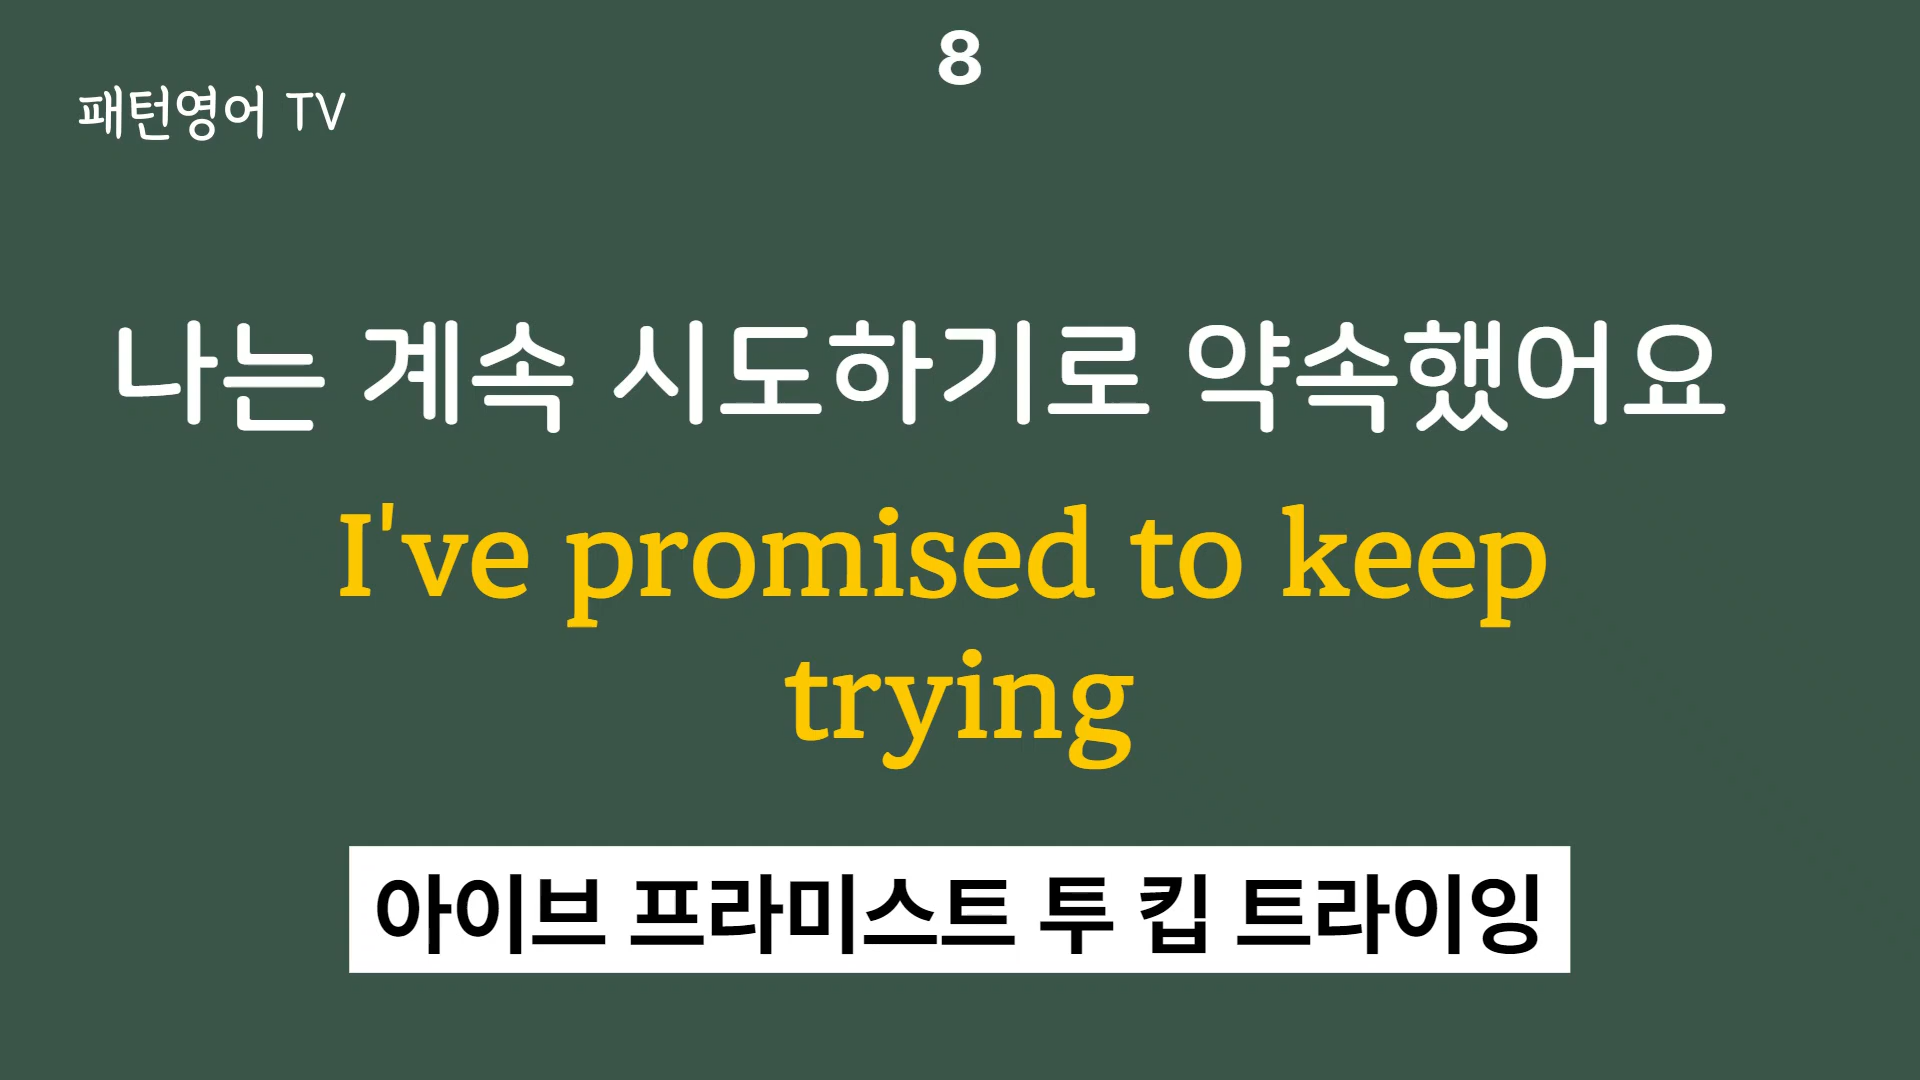 8
패턴영어 TV
나는 계속 시도하기로 약속했어요
I've promised to keep
trying
아이브 프라미스트 투 킵 트라이잉